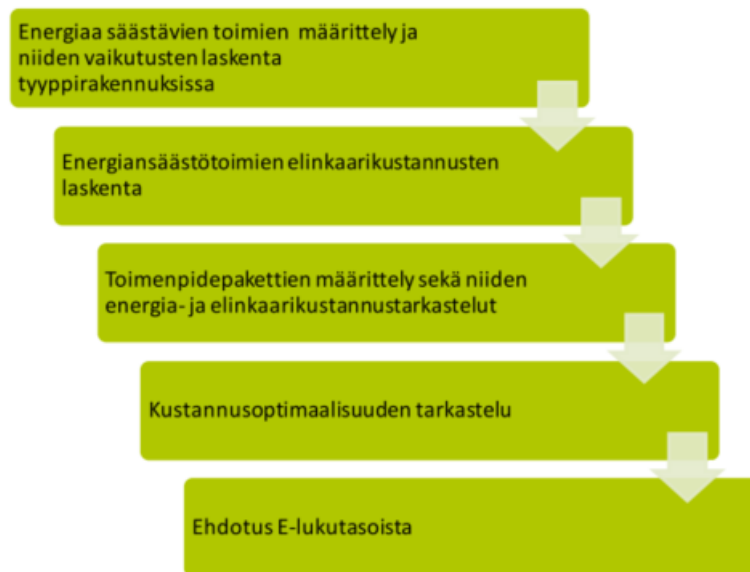 Energiaa säästävien toimien määrittely ja
niiden vaikutusten laskenta
tyyppirakennuksissa
Energiansäästötoimien elinkaarikustannusten
laskenta
Toimenpidepakettien määrittely sekä niiden
energia- ja elinkaarikustannustarkastelut
Kustannusoptimaalisuuden tarkastelu
Ehdotus E-lukutasoista